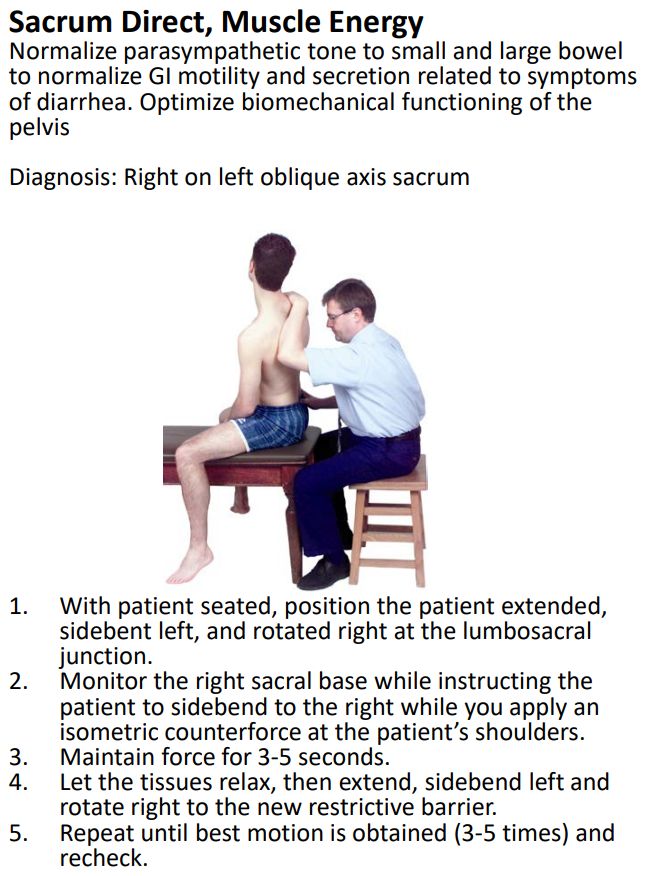 Sacrum Direct, Muscle Energy
Normalize parasympathetic tone to small and large bowel
to normalize GI motility and secretion related to symptoms
of diarrhea. Optimize biomechanical functioning of the
pelvis
Diagnosis: Right on left oblique axis sacrum
1. With patient seated, position the patient extended,
sidebent left, and rotated right at the lumbosacral
junction.
2. Monitor the right sacral base while instructing the
patient to sidebend to the right while you apply an
isometric counterforce at the patient’s shoulders.
3. Maintain force for 3-5 seconds.
4. Let the tissues relax, then extend, sidebend left and
rotate right to the new restrictive barrier.
5. Repeat until best motion is obtained (3-5 times) and
recheck.